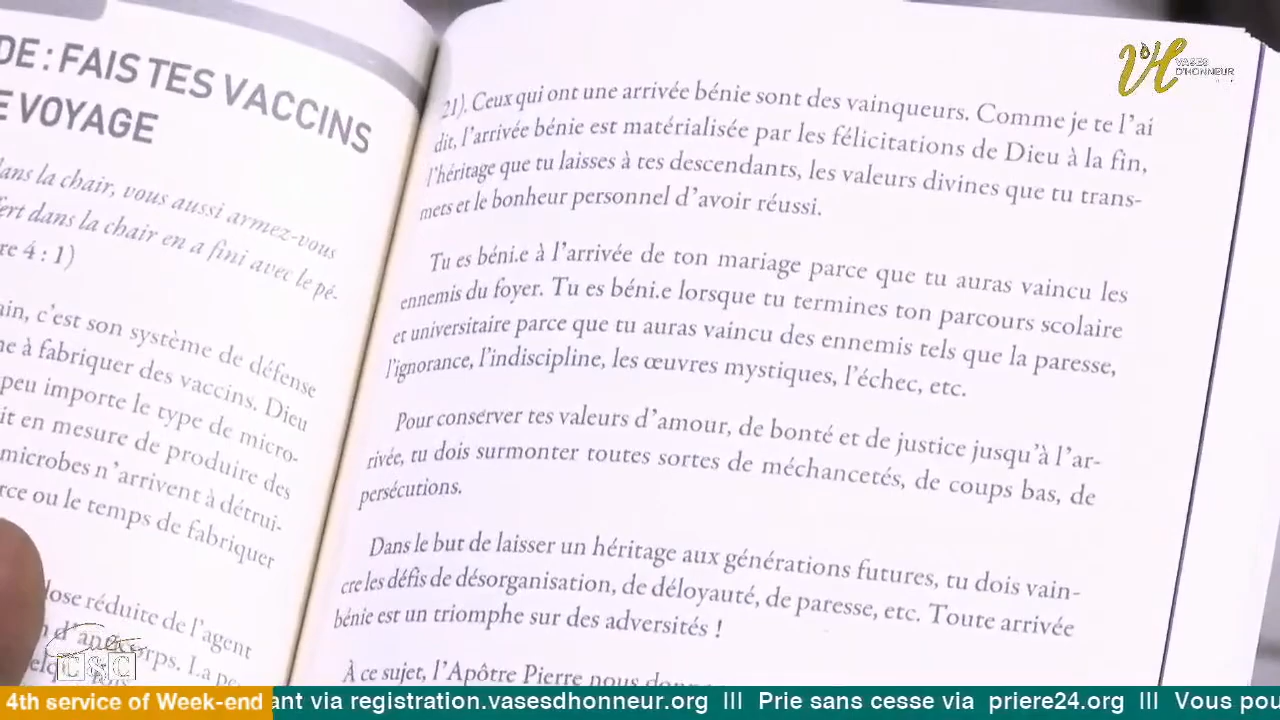 DE : FAIS TES VACCINS
E VOYAGE
dans la chair, vous aussi armez-vous
fert dans la chair en a fini avec le pé-
re 4 : 1)
ain, c'est son système de défense
ne à fabriquer des vaccins. Dieu
peu importe le type de micro-
it en mesure de produire des
microbes n'arrivent à détrui-
rce ou le temps de fabriquer
dose réduite de l'agent
21). Ceux qui ont une arrivée bénie sont des vainqueurs. Comme je te l'ai
dit, l'arrivée bénie est matérialisée par les félicitations de Dieu à la fin,
l'héritage que tu laisses à tes descendants, les valeurs divines que tu trans-
mets et le bonheur personnel d'avoir réussi.
Tu es béni.e à l'arrivée de ton mariage parce que tu auras vaincu les
ennemis du foyer. Tu es béni.e lorsque tu termines ton parcours scolaire
et universitaire parce que tu auras vaincu des ennemis tels que la paresse,
l'ignorance, l'indiscipline, les œuvres mystiques, l'échec, etc.
Pour conserver tes valeurs d'amour, de bonté et de justice jusqu'à l'ar-
rivée, tu dois surmonter toutes sortes de méchancetés, de coups bas, de
persécutions.
Dans le but de laisser un héritage aux générations futures, tu dois vain-
cre les défis de désorganisation, de déloyauté, de paresse, etc. Toute arrivée
bénie est un triomphe sur des adversités !
À ce sujet, l'Apôtre Pierre nous
VH VASES
D'HONNEUR
C&C
4th service of Week-end
ant via registration.vasesdhonneur.org III Prie sans cesse via priere24.org III Vous pou